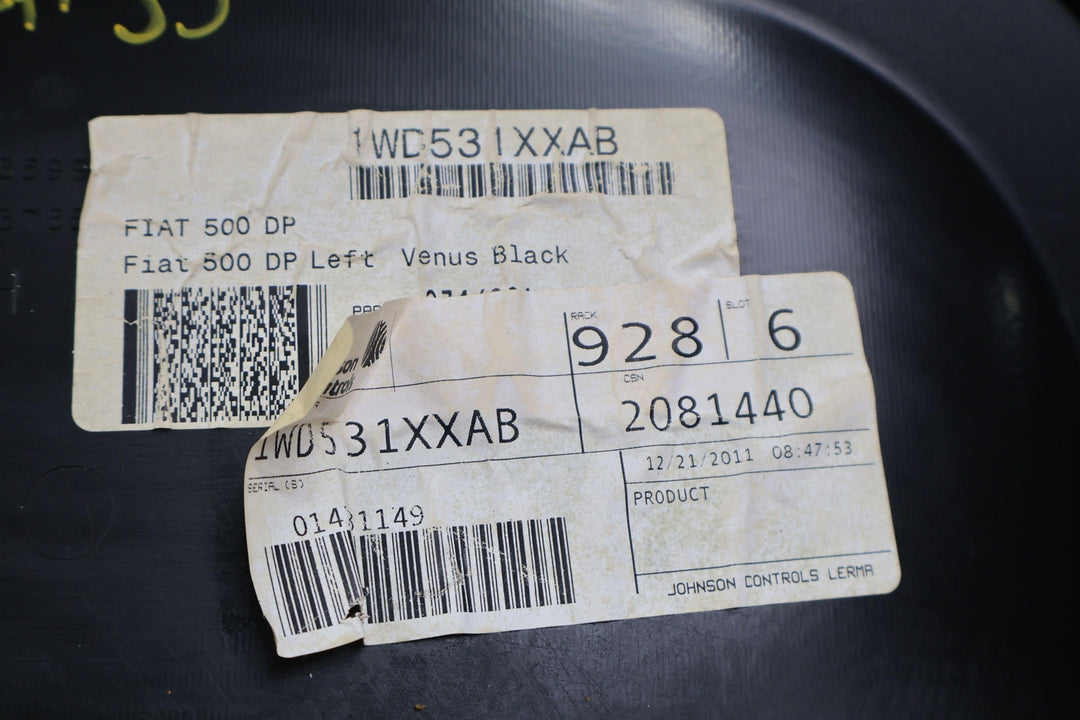 1WD531XXAB
FIAT 500 DP
Fiat 500 DP Left Venus Black
RACK
928
SLOT
6
CSN
2081440
1WD531XXAB
12/21/2011 08:47:53
SERIAL (S)
PRODUCT
JOHNSON CONTROLS LERMA